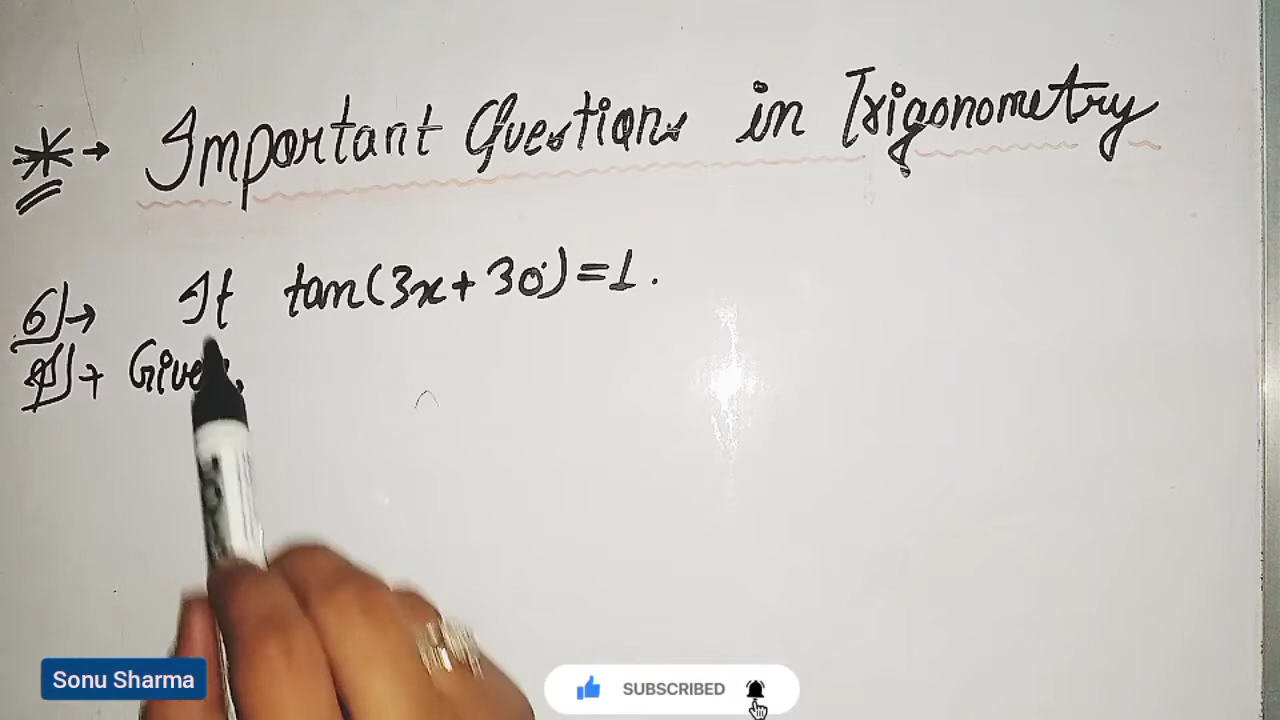 *→ Important Questions in Trigonometry
6)→ If tan(3x+30°)=1.
Given,
Sonu Sharma
SUBSCRIBED